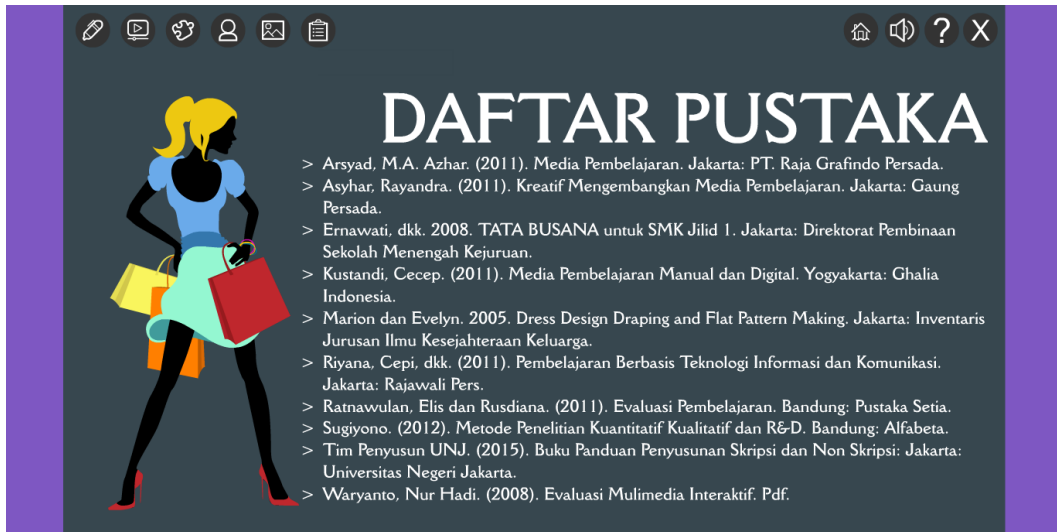 ? X
DAFTAR PUSTAKA
> Arsyad, M.A. Azhar. (2011). Media Pembelajaran. Jakarta: PT. Raja Grafindo Persada.
> Asyhar, Rayandra. (2011). Kreatif Mengembangkan Media Pembelajaran. Jakarta: Gaung
Persada.
> Ernawati, dkk. 2008. TATA BUSANA untuk SMK Jilid 1. Jakarta: Direktorat Pembinaan
Sekolah Menengah Kejuruan.
> Kustandi, Cecep. (2011). Media Pembelajaran Manual dan Digital. Yogyakarta: Ghalia
Indonesia.
> Marion dan Evelyn. 2005. Dress Design Draping and Flat Pattern Making. Jakarta: Inventaris
Jurusan Ilmu Kesejahteraan Keluarga.
> Riyana, Cepi, dkk. (2011). Pembelajaran Berbasis Teknologi Informasi dan Komunikasi.
Jakarta: Rajawali Pers.
> Ratnawulan, Elis dan Rusdiana. (2011). Evaluasi Pembelajaran. Bandung: Pustaka Setia.
> Sugiyono. (2012). Metode Penelitian Kuantitatif Kualitatif dan R&D. Bandung: Alfabeta.
> Tim Penyusun UNJ. (2015). Buku Panduan Penyusunan Skripsi dan Non Skripsi: Jakarta:
Universitas Negeri Jakarta.
> Waryanto, Nur Hadi. (2008). Evaluasi Mulimedia Interaktif. Pdf.